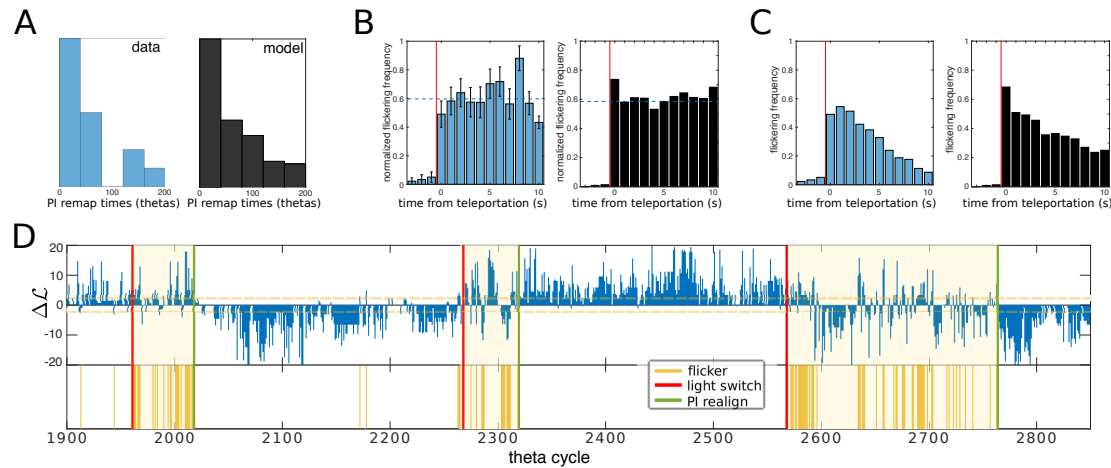 A
data
model
0
100
200
PI remap times (thetas)
0
100
200
PI remap times (thetas)
B
normalized flickering frequency
1
0.8
0.6
0.4
0.2
0
0
5
10
time from teleportation (s)
normalized flickering frequency
1
0.8
0.6
0.4
0.2
0
0
5
10
time from teleportation (s)
C
flickering frequency
1
0.8
0.6
0.4
0.2
0
0
5
10
time from teleportation (s)
flickering frequency
1
0.8
0.6
0.4
0.2
0
0
5
10
time from teleportation (s)
D
Δℒ
20
10
0
-10
-20
flicker
light switch
PI realign
1900 2000 2100 2200 2300 2400 2500 2600 2700 2800
theta cycle